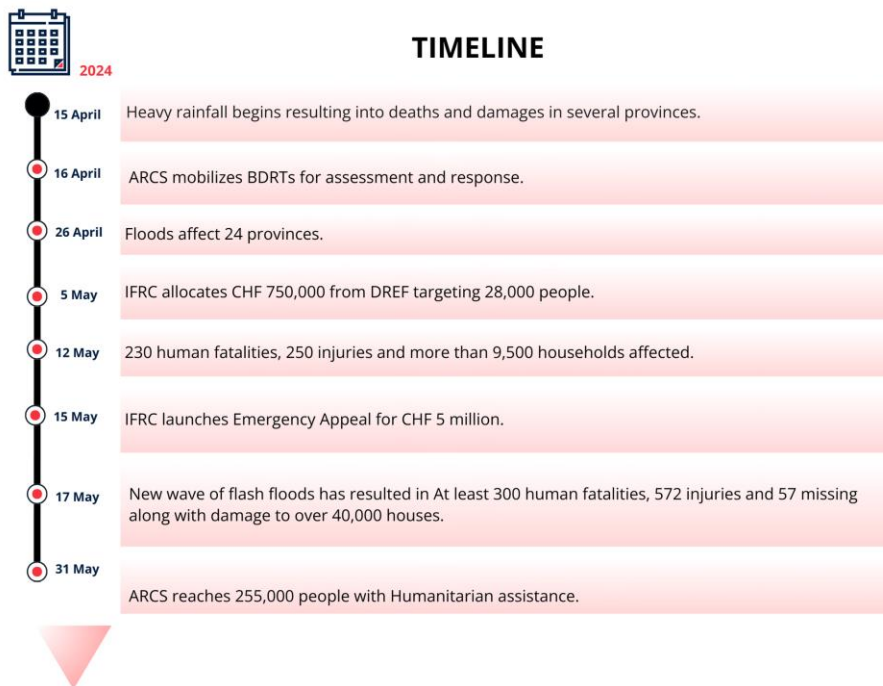 TIMELINE
2024
15 April
Heavy rainfall begins resulting into deaths and damages in several provinces.
16 April
ARCS mobilizes BDRTs for assessment and response.
26 April
Floods affect 24 provinces.
5 May
IFRC allocates CHF 750,000 from DREF targeting 28,000 people.
12 May
230 human fatalities, 250 injuries and more than 9,500 households affected.
15 May
IFRC launches Emergency Appeal for CHF 5 million.
17 May
New wave of flash floods has resulted in At least 300 human fatalities, 572 injuries and 57 missing
along with damage to over 40,000 houses.
31 May
ARCS reaches 255,000 people with Humanitarian assistance.